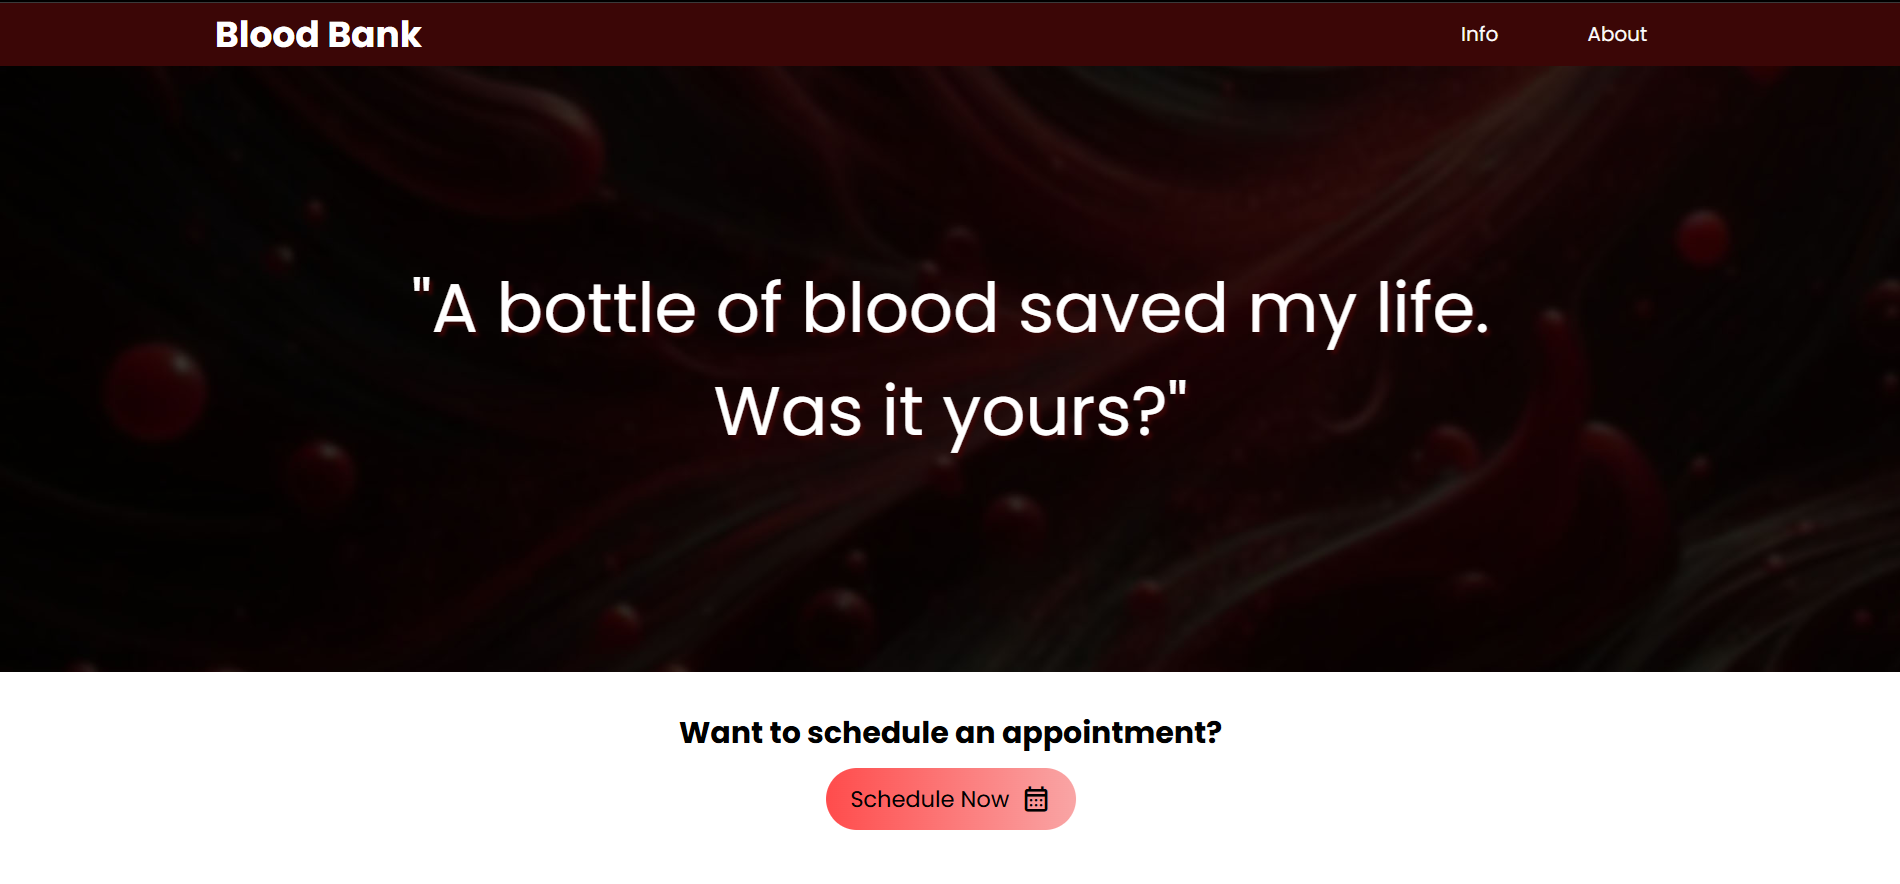 Blood Bank
Info
About
"A bottle of blood saved my life.
Was it yours?"
Want to schedule an appointment?
Schedule Now